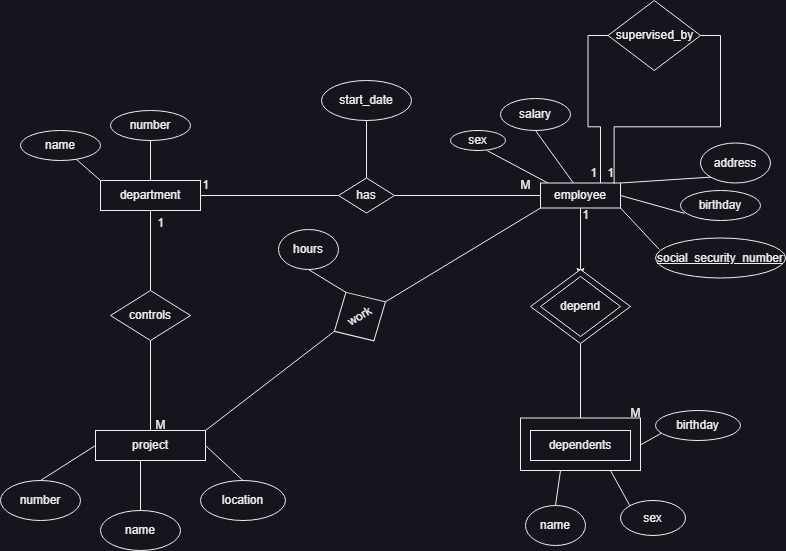 supervised_by
start_date
salary
number
name
sex
address
1
1
1
M
department
has
employee
birthday
1
1
hours
social_security_number
controls
work
depend
M
M
project
dependents
birthday
number
location
name
name
sex